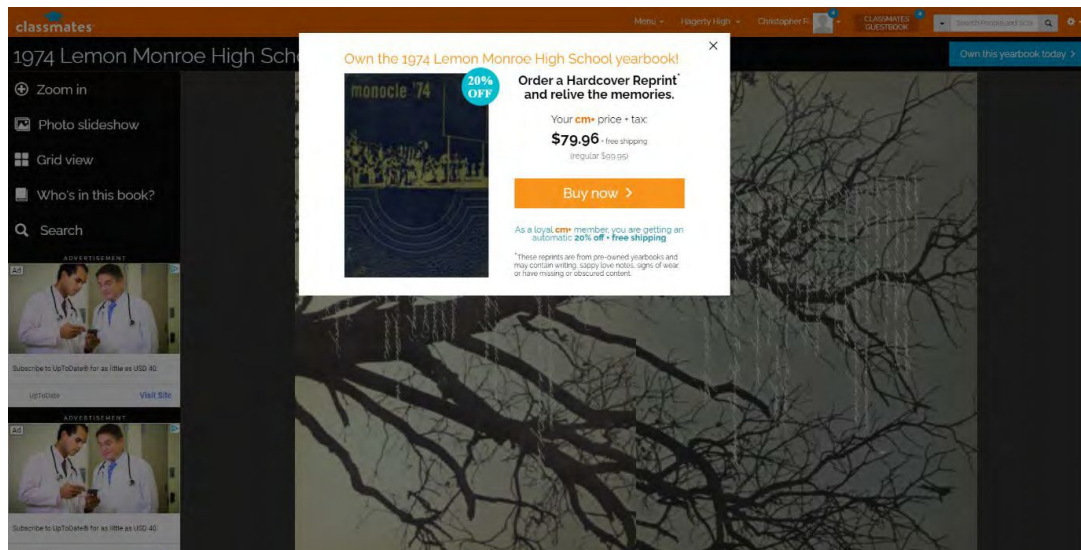 classmates
Menu
Hagerty High
Christopher R.
CLASSMATES
GUESTBOOK
1974 Lemon Monroe High Sch
Own this yearbook today >
Zoom in
Photo slideshow
Grid view
Who's in this book?
Search
ADVERTISEMENT
Ad
Subscribe to UpToDate® for as little as USD 40.
UpToDate
Visit Site
ADVERTISEMENT
Ad
Subscribe to UpToDate® for as little as USD 40.
Own the 1974 Lemon Monroe High School yearbook!
monocle '74
20%
OFF
Order a Hardcover Reprint*
and relive the memories.
Your cm+ price + tax:
$79.96 + free shipping
(regular $99.95)
Buy now >
As a loyal cm+ member, you are getting an
automatic 20% off + free shipping
*These reprints are from pre-owned yearbooks and
may contain writing, sappy love notes, signs of wear
or have missing or obscured content.